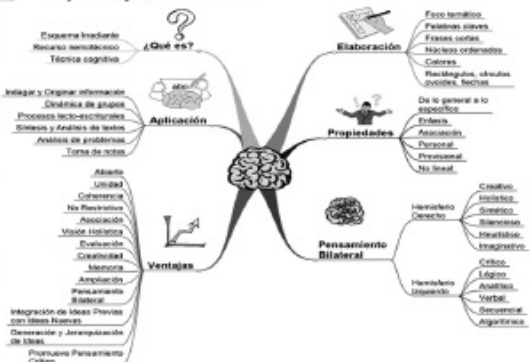 ¿Qué es?
Esquema Irradiante
Recurso nemotécnico
Técnica cognitiva
Aplicación
Indagar y Originar información
Dinámica de grupos
Procesos lecto-escriturales
Síntesis y Análisis de textos
Análisis de problemas
Toma de notas
Ventajas
Abierto
Unidad
Coherencia
No Restrictivo
Asociación
Visión Holística
Evaluación
Creatividad
Memoria
Ampliación
Pensamiento
Bilateral
Integración de Ideas Previas
con Ideas Nuevas
Generación y Jerarquización
de Ideas
Promueve Pensamiento
Crítico
Elaboración
Foco temático
Palabras claves
Frases cortas
Núcleos ordenados
Colores
Rectángulos, círculos
ovoides, flechas
Propiedades
De lo general a lo
específico
Enfasis
Asociación
Personal
Provisional
No lineal
Pensamiento
Bilateral
Hemisferio
Derecho
Creativo
Holístico
Silencioso
Heurístico
Imaginativo
Hemisferio
Izquierdo
Crítico
Lógico
Analítico
Verbal
Secuencial
Algorítmico